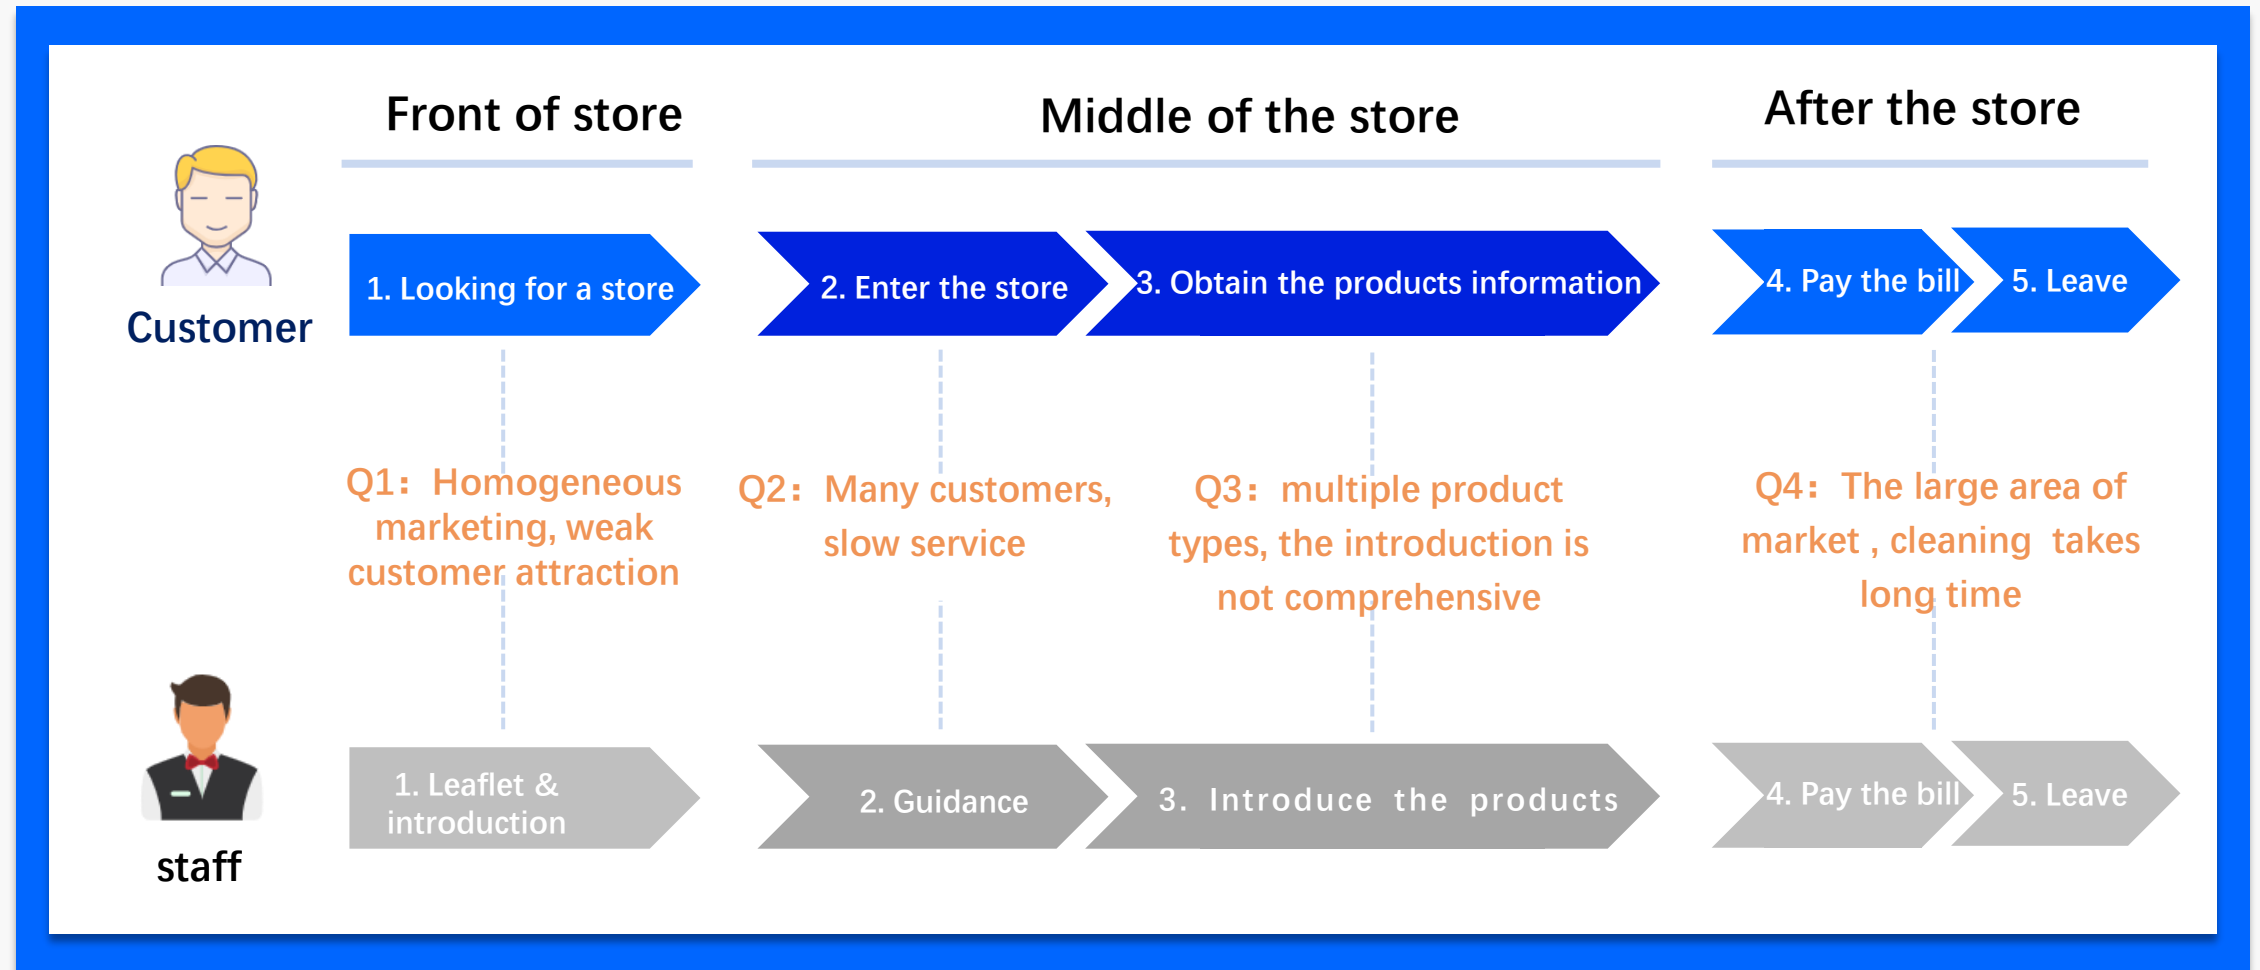 Front of store
Middle of the store
After the store
Customer
1. Looking for a store
2. Enter the store
3. Obtain the products information
4. Pay the bill
5. Leave
Q1：Homogeneous
marketing, weak
customer attraction
Q2：Many customers,
slow service
Q3：multiple product
types, the introduction is
not comprehensive
Q4：The large area of
market , cleaning takes
long time
staff
1. Leaflet &
introduction
2. Guidance
3. Introduce the products
4. Pay the bill
5. Leave